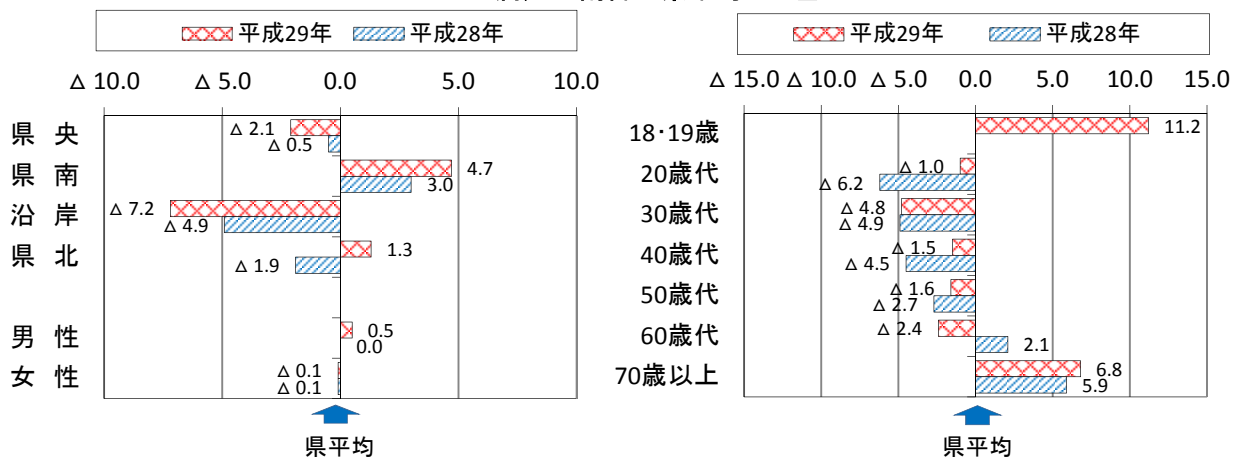 平成29年 平成28年
△ 10.0 △ 5.0 0.0 5.0 10.0
県 央 △ 2.1
△ 0.5
県 南 4.7
3.0
沿 岸 △ 7.2
△ 4.9
県 北 1.3
△ 1.9
男 性 0.5
0.0
女 性 △ 0.1
△ 0.1
県平均
平成29年 平成28年
△ 15.0 △ 10.0 △ 5.0 0.0 5.0 10.0 15.0
18・19歳 11.2
20歳代 △ 1.0
△ 6.2
30歳代 △ 4.8
△ 4.9
40歳代 △ 1.5
△ 4.5
50歳代 △ 1.6
△ 2.7
60歳代 △ 2.4
2.1
70歳以上 6.8
5.9
県平均